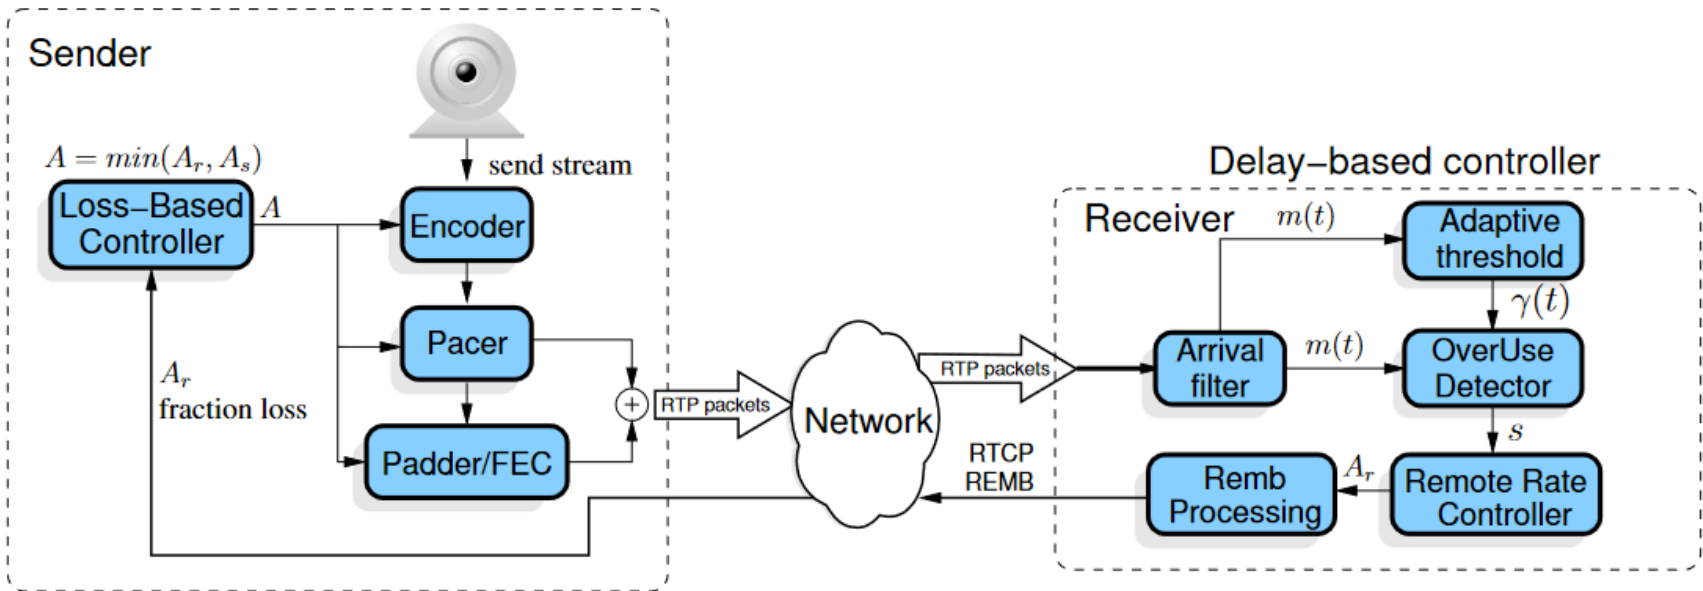 Sender
A = min(A_r, A_s)
Loss–Based
Controller
A
send stream
Encoder
Pacer
Padder/FEC
A_r
fraction loss
+
RTP packets
Network
RTP packets
RTCP
REMB
Delay–based controller
Receiver
m(t)
Adaptive
threshold
γ(t)
Arrival
filter
m(t)
OverUse
Detector
s
Remote Rate
Controller
A_r
Remb
Processing